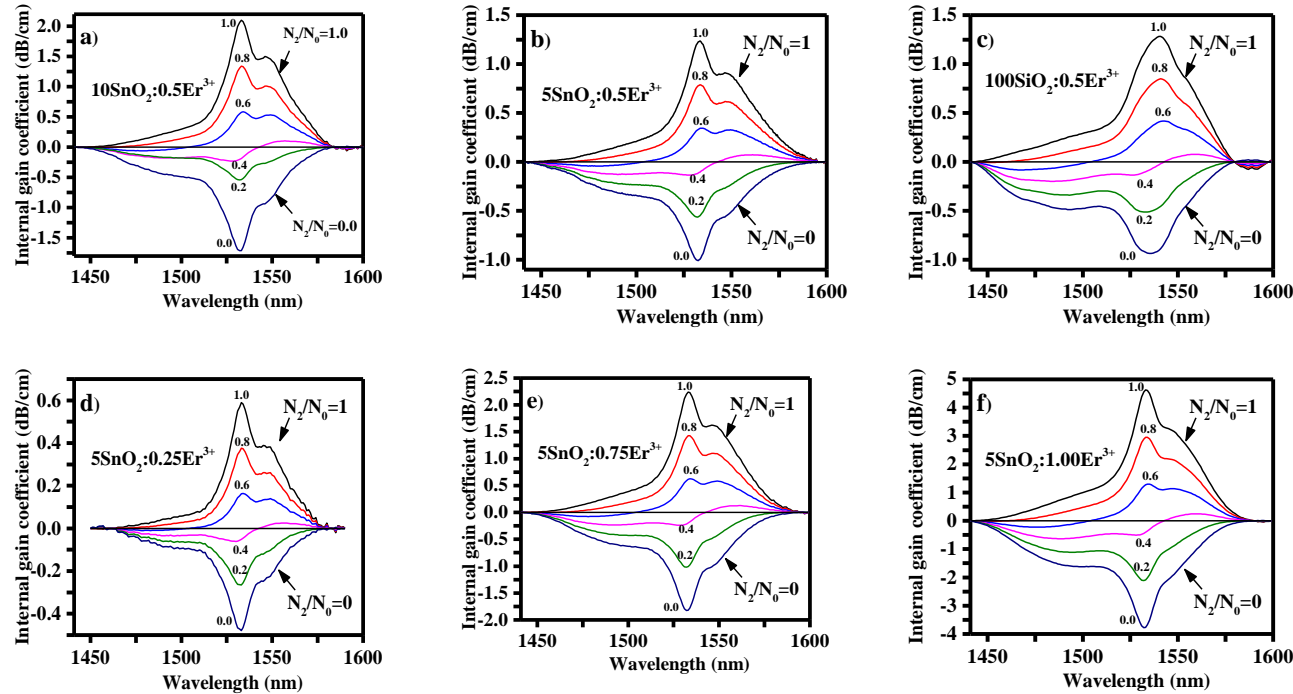 a)
Internal gain coefficient (dB/cm)
2.0
1.5
1.0
0.5
0.0
-0.5
-1.0
-1.5
1.0
N₂/N₀=1.0
0.8
10SnO₂:0.5Er³⁺
0.6
0.4
0.2
0.0
N₂/N₀=0.0
1450 1500 1550 1600
Wavelength (nm)
b)
Internal gain coefficient (dB/cm)
1.5
1.0
0.5
0.0
-0.5
-1.0
1.0
N₂/N₀=1
0.8
5SnO₂:0.5Er³⁺
0.6
0.4
0.2
0.0
N₂/N₀=0
1450 1500 1550 1600
Wavelength (nm)
c)
Internal gain coefficient (dB/cm)
1.5
1.0
0.5
0.0
-0.5
-1.0
1.0
N₂/N₀=1
0.8
100SiO₂:0.5Er³⁺
0.6
0.4
0.2
0.0
N₂/N₀=0
1450 1500 1550 1600
Wavelength (nm)
d)
Internal gain coefficient (dB/cm)
0.6
0.4
0.2
0.0
-0.2
-0.4
1.0
N₂/N₀=1
0.8
5SnO₂:0.25Er³⁺
0.6
0.4
0.2
0.0
N₂/N₀=0
1450 1500 1550 1600
Wavelength (nm)
e)
Internal gain coefficient (dB/cm)
2.5
2.0
1.5
1.0
0.5
0.0
-0.5
-1.0
-1.5
-2.0
1.0
N₂/N₀=1
0.8
5SnO₂:0.75Er³⁺
0.6
0.4
0.2
0.0
N₂/N₀=0
1450 1500 1550 1600
Wavelength (nm)
f)
Internal gain coefficient (dB/cm)
5
4
3
2
1
0
-1
-2
-3
-4
1.0
N₂/N₀=1
0.8
5SnO₂:1.00Er³⁺
0.6
0.4
0.2
0.0
N₂/N₀=0
1450 1500 1550 1600
Wavelength (nm)